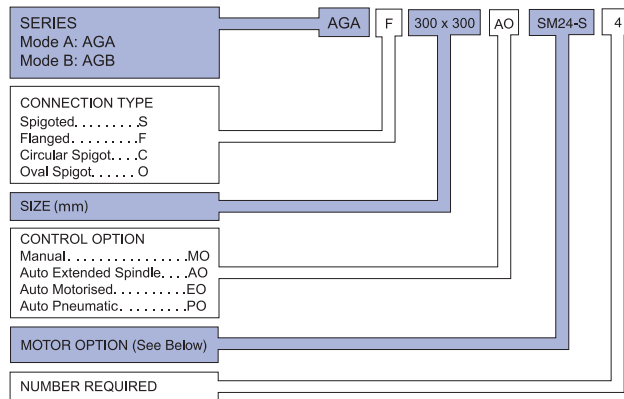 SERIES
Mode A: AGA
Mode B: AGB
AGA F 300 x 300 AO SM24-S 4
CONNECTION TYPE
Spigoted.........S
Flanged.........F
Circular Spigot....C
Oval Spigot......O
SIZE (mm)
CONTROL OPTION
Manual................MO
Auto Extended Spindle....AO
Auto Motorised..........EO
Auto Pneumatic.........PO
MOTOR OPTION (See Below)
NUMBER REQUIRED